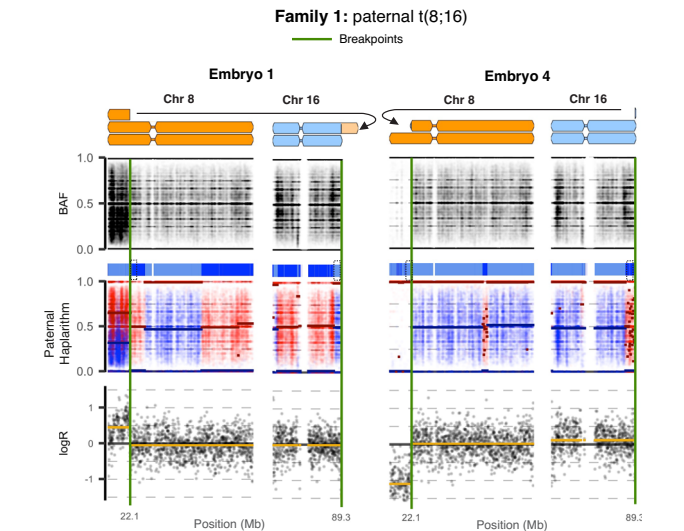 Family 1: paternal t(8;16)
Breakpoints
Embryo 1
Embryo 4
Chr 8
Chr 16
Chr 8
Chr 16
BAF
1.0
0.5
0.0
Paternal
Haplarithm
1.0
0.5
0.0
logR
1
0
-1
22.1
Position (Mb)
89.3
22.1
Position (Mb)
89.3